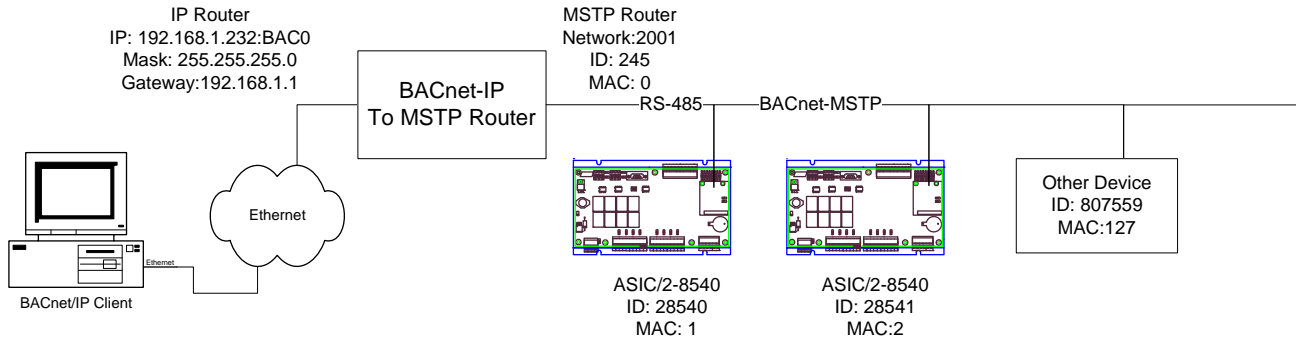 IP Router
IP: 192.168.1.232:BAC0
Mask: 255.255.255.0
Gateway:192.168.1.1
BACnet-IP
To MSTP Router
MSTP Router
Network:2001
ID: 245
MAC: 0
RS-485
BACnet-MSTP
Ethernet
Ethernet
BACnet/IP Client
ASIC/2-8540
ID: 28540
MAC: 1
ASIC/2-8540
ID: 28541
MAC:2
Other Device
ID: 807559
MAC:127